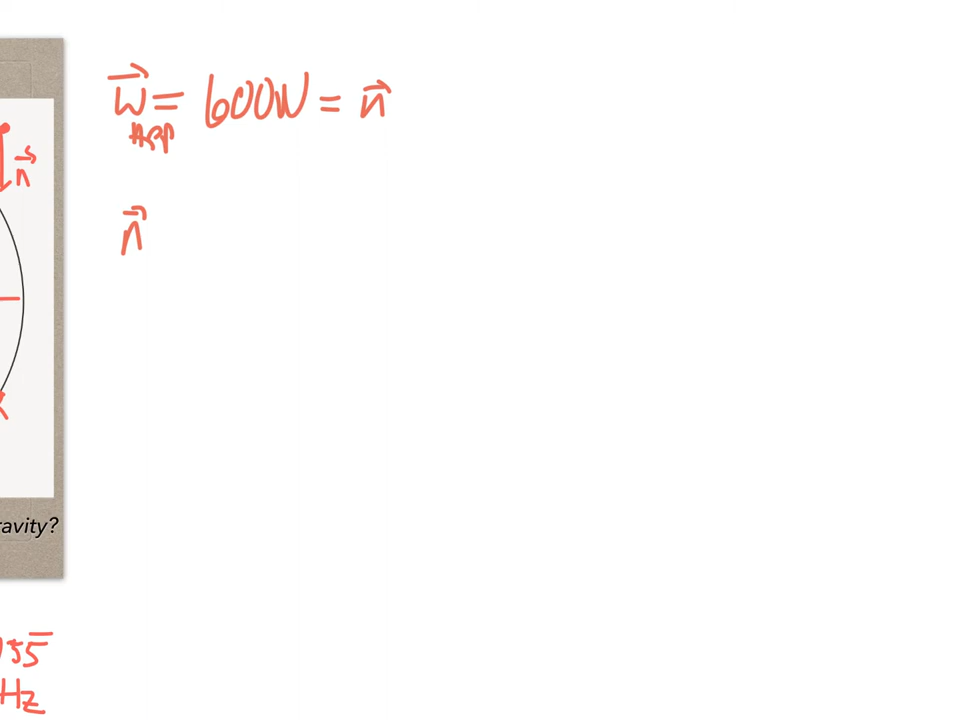 w⃗ = 600N = n⃗
App
n⃗
n⃗
ravity?
Hz